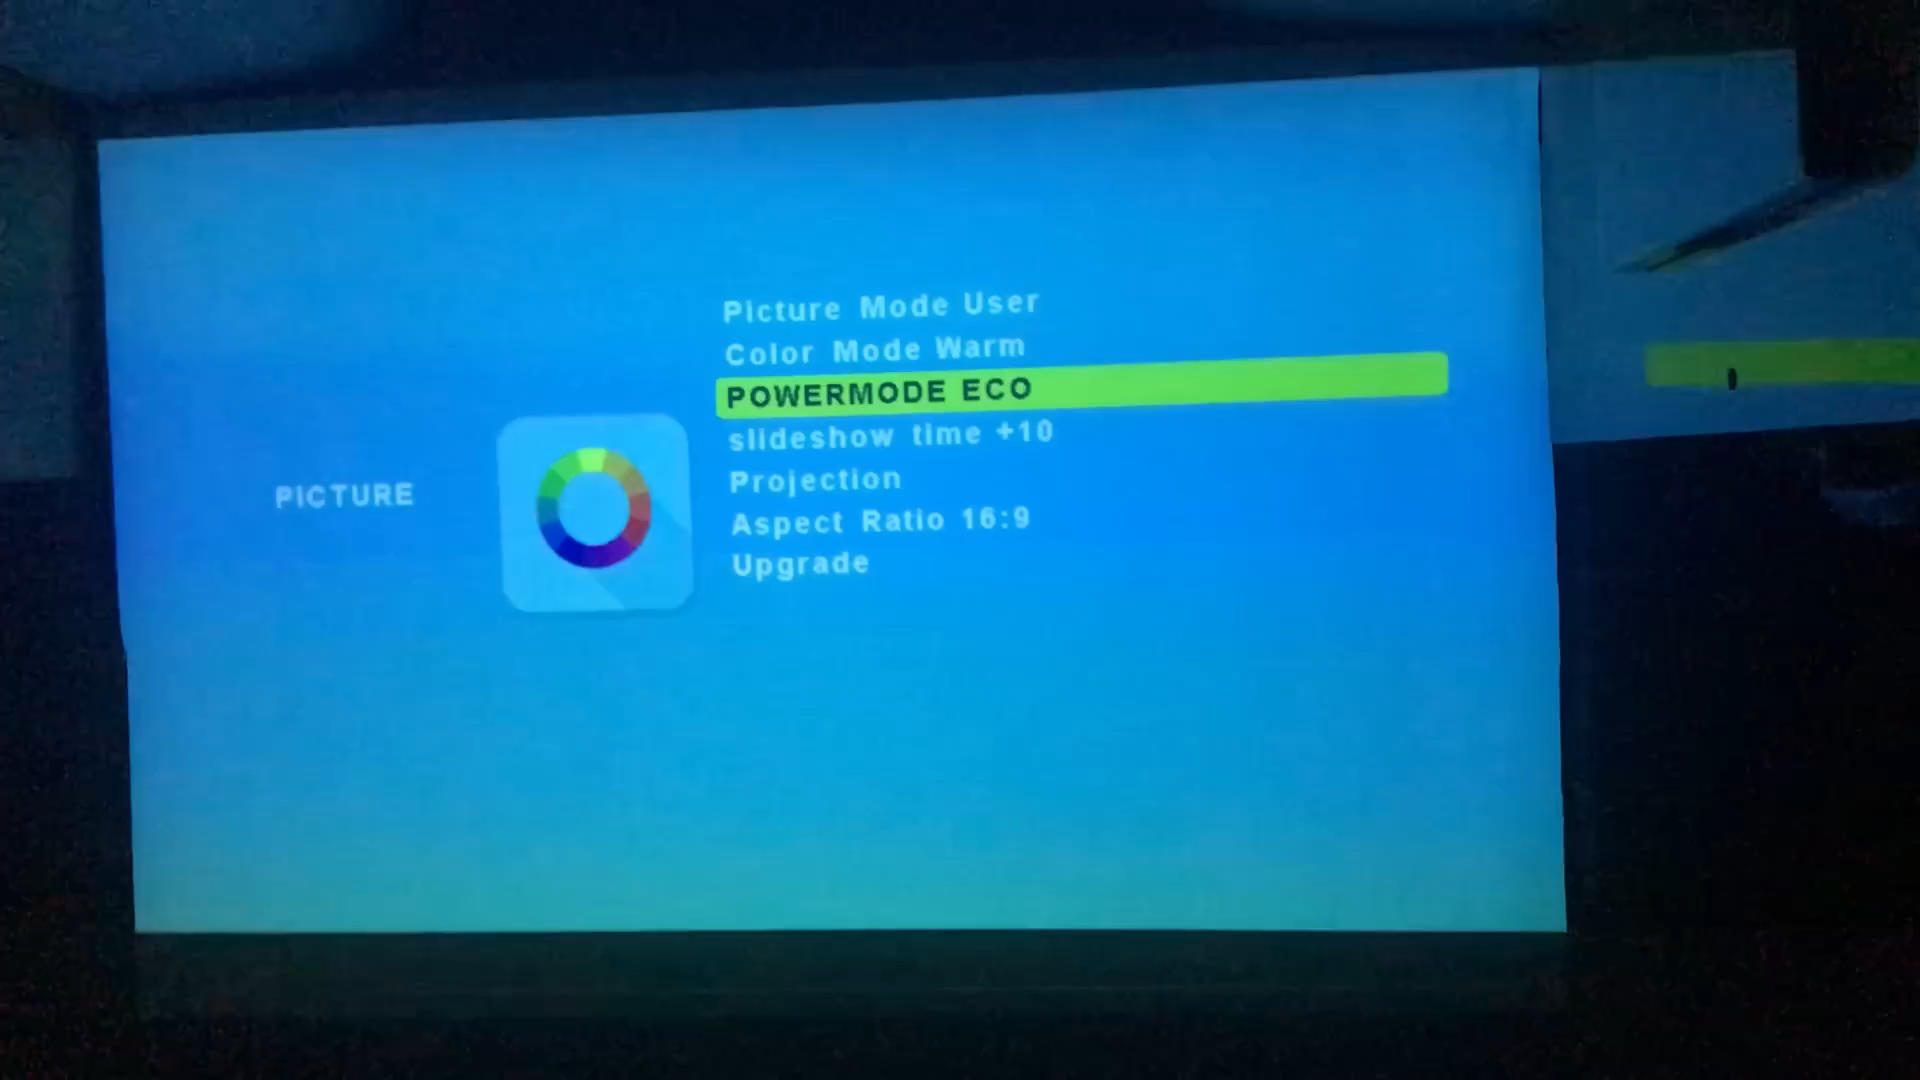 Picture Mode User
Color Mode Warm
POWERMODE ECO
slideshow time +10
PICTURE
Projection
Aspect Ratio 16:9
Upgrade